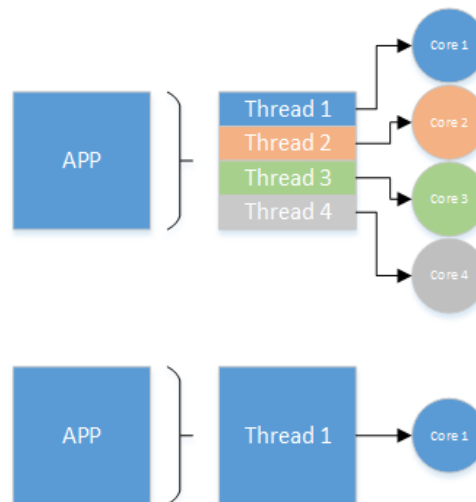 APP
Thread 1
Thread 2
Thread 3
Thread 4
Core 1
Core 2
Core 3
Core 4
APP
Thread 1
Core 1